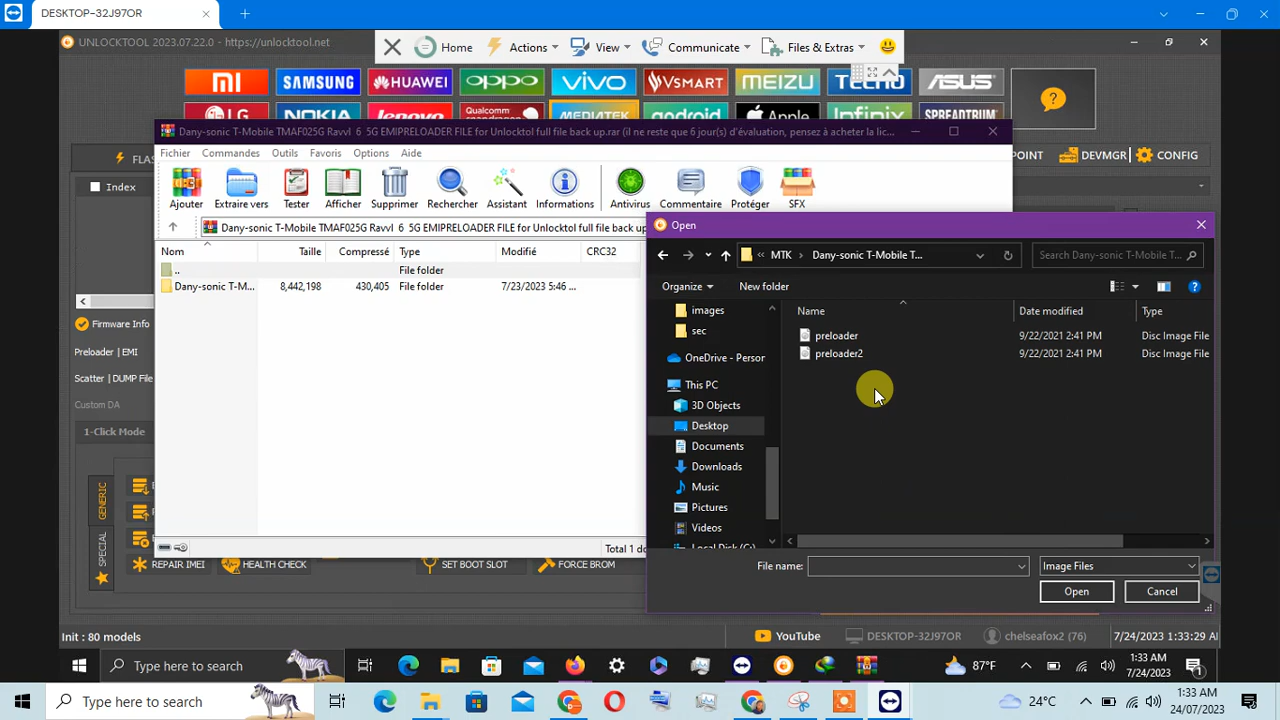 DESKTOP-32J97OR
UNLOCKTOOL 2023.07.22.0 - https://unlocktool.net
Home
Actions
View
Communicate
Files & Extras
MI
SAMSUNG
HUAWEI
OPPO
vivo
VSMART
MEIZU
TECNO
ASUS
LG
NOKIA
lenovo
Qualcomm
MEDIATEK
android
Apple
Infinix
SPREADTRUM
Dany-sonic T-Mobile TMAF025G Ravvl 6 5G EMIPRELOADER FILE for Unlocktol full file back up.rar (il ne reste que 6 jour(s) d'évaluation, pensez à acheter la lic...
Fichier
Commandes
Outils
Favoris
Options
Aide
POINT
DEVMGR
CONFIG
Index
Ajouter
Extraire vers
Tester
Afficher
Supprimer
Rechercher
Assistant
Informations
Antivirus
Commentaire
Protéger
SFX
Dany-sonic T-Mobile TMAF025G Ravvl 6 5G EMIPRELOADER FILE for Unlocktol full file back up
Nom
Taille
Compressé
Type
Modifié
CRC32
..
File folder
Dany-sonic T-M...
8,442,198
430,405
File folder
7/23/2023 5:46 ...
Total 1
Open
MTK
Dany-sonic T-Mobile T...
Search Dany-sonic T-Mobile T...
Organize
New folder
images
sec
OneDrive - Person
This PC
3D Objects
Desktop
Documents
Downloads
Music
Pictures
Videos
Local Disk (C:)
Name
Date modified
Type
preloader
9/22/2021 2:41 PM
Disc Image File
preloader2
9/22/2021 2:41 PM
Disc Image File
File name:
Image Files
Open
Cancel
Firmware Info
Preloader | EMI
Scatter | DUMP File
Custom DA
1-Click Mode
GENERIC
SPECIAL
REPAIR IMEI
HEALTH CHECK
SET BOOT SLOT
FORCE BROM
Init : 80 models
YouTube
DESKTOP-32J97OR
chelseafox2 (76)
7/24/2023 1:33:29 AM
Type here to search
87°F
1:33 AM
7/24/2023
Type here to search
24°C
1:33 AM
24/07/2023